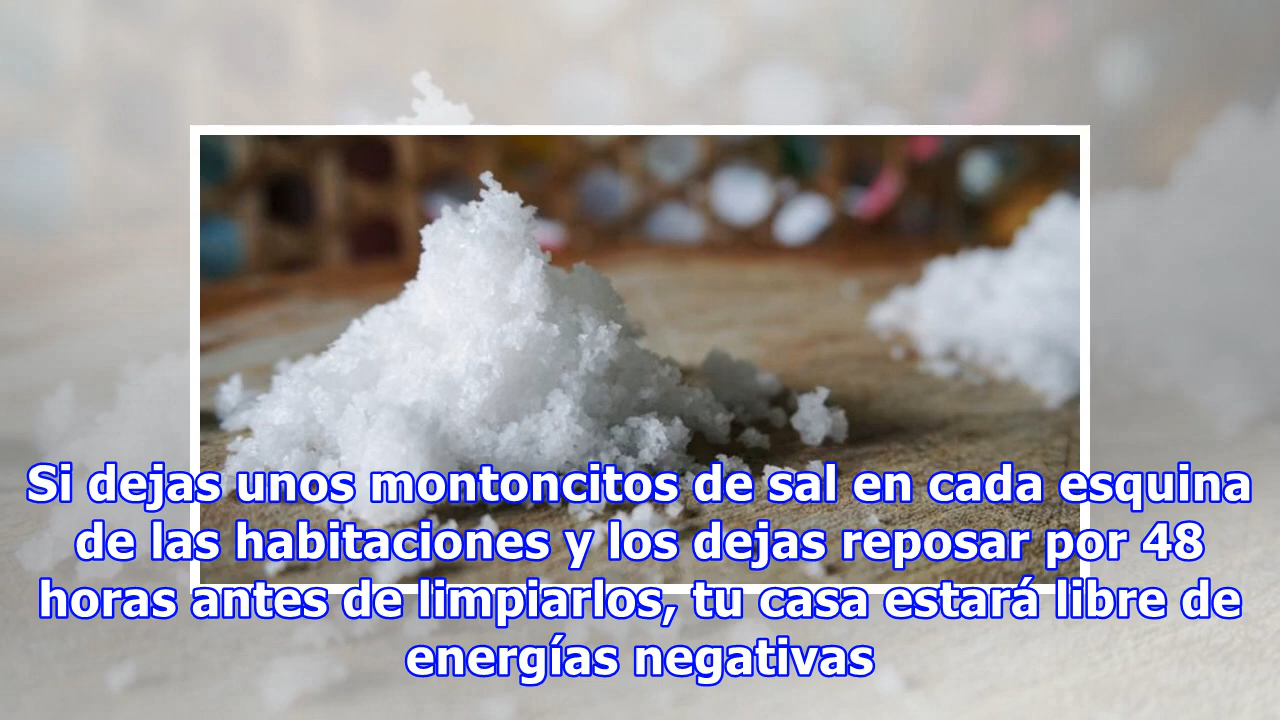 Si dejas unos montoncitos de sal en cada esquina
de las habitaciones y los dejas reposar por 48
horas antes de limpiarlos, tu casa estará libre de
energías negativas